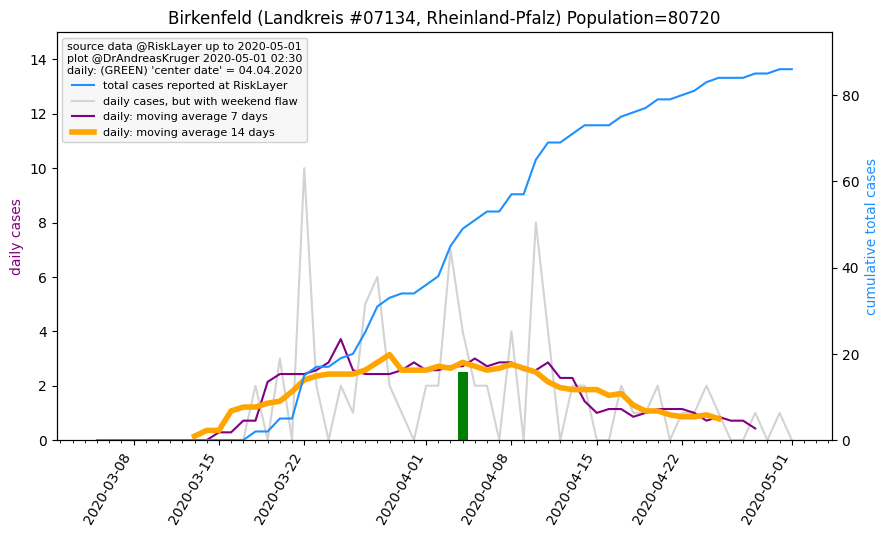 Birkenfeld (Landkreis #07134, Rheinland-Pfalz) Population=80720
source data @RiskLayer up to 2020-05-01
plot @DrAndreasKruger 2020-05-01 02:30
daily: (GREEN) 'center date' = 04.04.2020
total cases reported at RiskLayer
daily cases, but with weekend flaw
daily: moving average 7 days
daily: moving average 14 days
daily cases
14
12
10
8
6
4
2
0
cumulative total cases
80
60
40
20
0
2020-03-08
2020-03-15
2020-03-22
2020-04-01
2020-04-08
2020-04-15
2020-04-22
2020-05-01